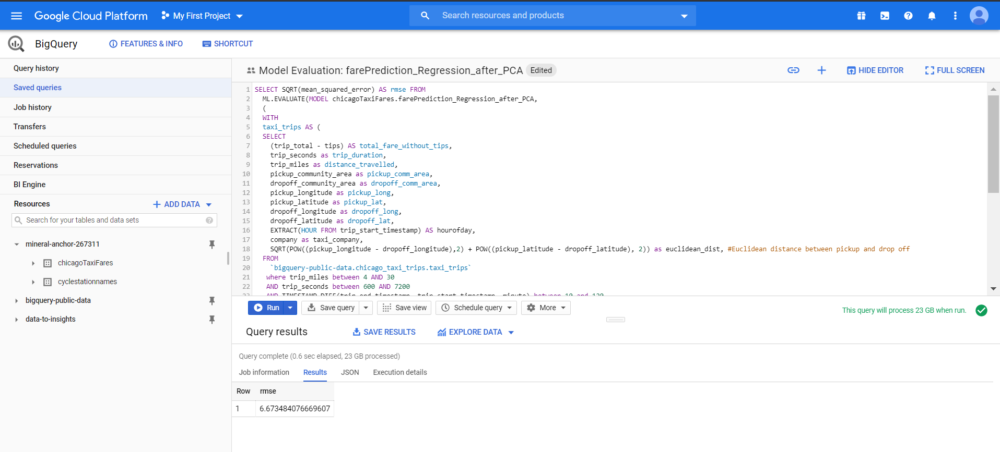 Google Cloud Platform My First Project Search resources and products
BigQuery FEATURES & INFO SHORTCUT
Query history
Saved queries
Job history
Transfers
Scheduled queries
Reservations
BI Engine
Resources ADD DATA
Search for your tables and data sets
mineral-anchor-267311
chicagoTaxiFares
cyclestationnames
bigquery-public-data
data-to-insights
Model Evaluation: farePrediction_Regression_after_PCA Edited HIDE EDITOR FULL SCREEN
1 SELECT SQRT(mean_squared_error) AS rmse FROM
2 ML.EVALUATE(MODEL chicagoTaxiFares.farePrediction_Regression_after_PCA,
3 (
4 WITH
5 taxi_trips AS (
6 SELECT
7 (trip_total - tips) AS total_fare_without_tips,
8 trip_seconds as trip_duration,
9 trip_miles as distance_travelled,
10 pickup_community_area as pickup_comm_area,
11 dropoff_community_area as dropoff_comm_area,
12 pickup_longitude as pickup_long,
13 pickup_latitude as pickup_lat,
14 dropoff_longitude as dropoff_long,
15 dropoff_latitude as dropoff_lat,
16 EXTRACT(HOUR FROM trip_start_timestamp) AS hourofday,
17 company as taxi_company,
18 SQRT(POW((pickup_longitude - dropoff_longitude),2) + POW((pickup_latitude - dropoff_latitude), 2)) as euclidean_dist, #Euclidean distance between pickup and drop off
19 FROM
20 `bigquery-public-data.chicago_taxi_trips.taxi_trips`
21 where trip_miles between 4 AND 30
22 AND trip_seconds between 600 AND 7200
23 AND TIMESTAMP_DIFF(trip_end_timestamp, trip_start_timestamp, minute) between 10 and 120
Run Save query Save view Schedule query More This query will process 23 GB when run.
Query results SAVE RESULTS EXPLORE DATA
Query complete (0.6 sec elapsed, 23 GB processed)
Job information Results JSON Execution details
Row rmse
1 6.673484076669607